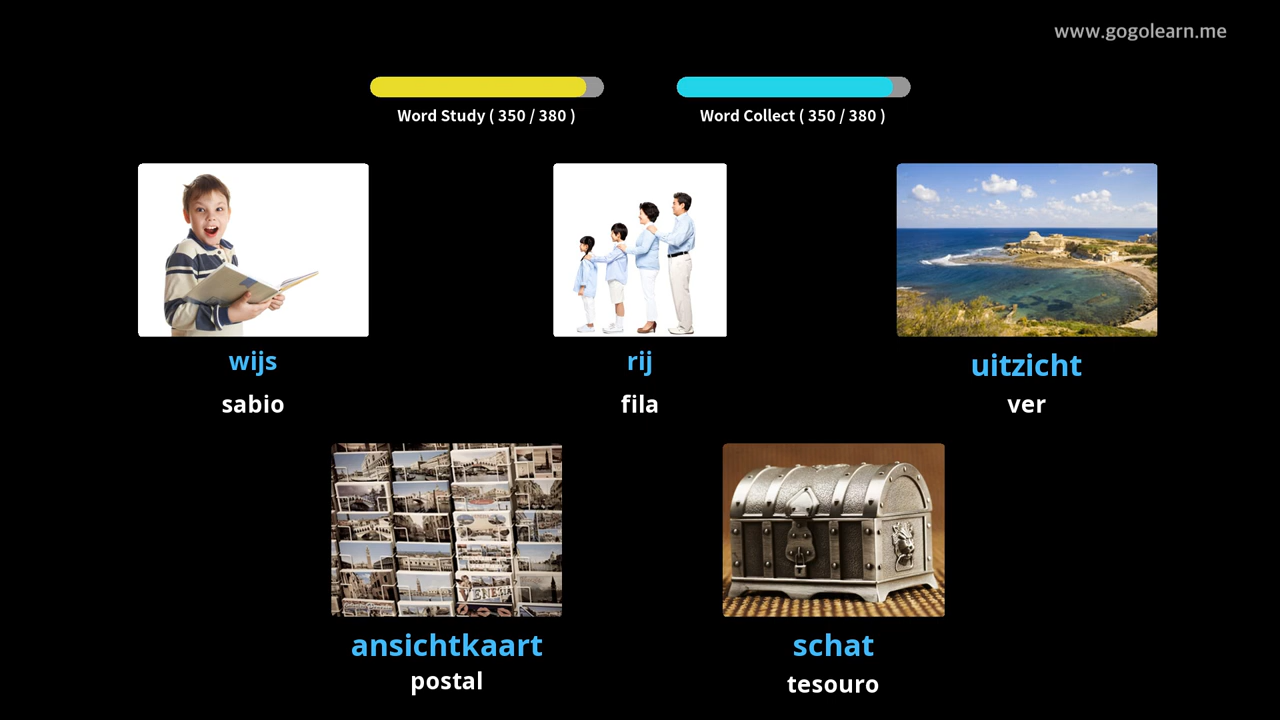 www.gogolearn.me
Word Study ( 350 / 380 )
Word Collect ( 350 / 380 )
wijs
rij
uitzicht
sabio
fila
ver
ansichtkaart
schat
postal
tesouro